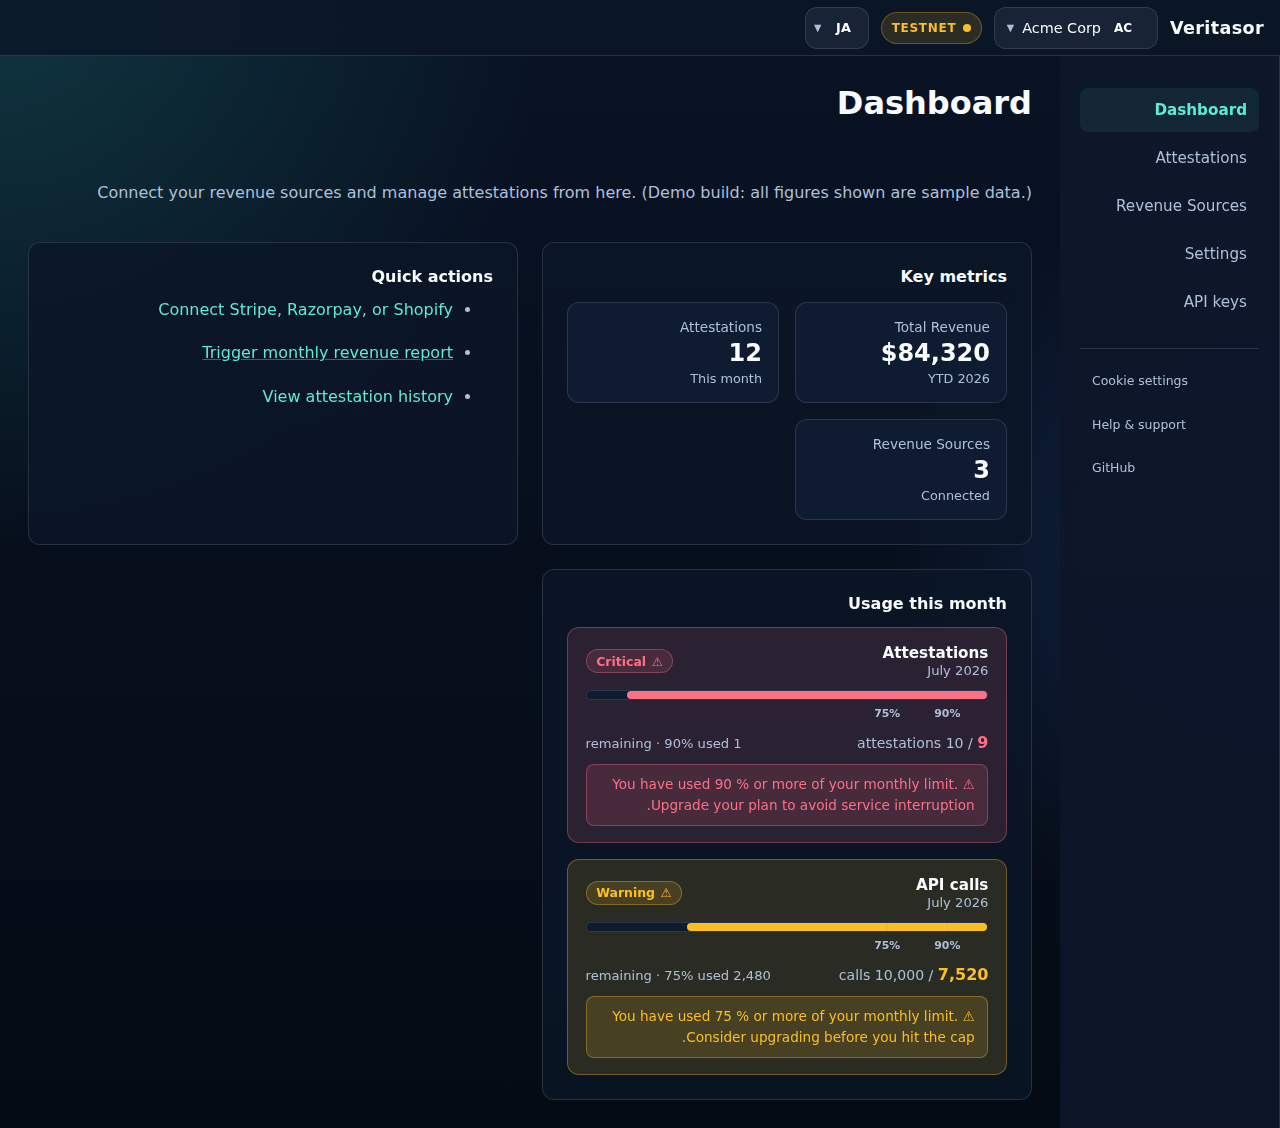 ▼ JA
TESTNET
▼ Acme Corp AC
Veritasor
Dashboard
Attestations
Revenue Sources
Settings
API keys
Cookie settings
Help & support
GitHub
Dashboard
Connect your revenue sources and manage attestations from here. (Demo build: all figures shown are sample data.)
Key metrics
Total Revenue
$84,320
YTD 2026
Attestations
12
This month
Revenue Sources
3
Connected
Quick actions
• Connect Stripe, Razorpay, or Shopify
• Trigger monthly revenue report
• View attestation history
Usage this month
Attestations
July 2026
Critical ⚠
75% 90%
attestations 10 / 9
remaining · 90% used 1
You have used 90 % or more of your monthly limit. ⚠
.Upgrade your plan to avoid service interruption
API calls
July 2026
Warning ⚠
75% 90%
calls 10,000 / 7,520
remaining · 75% used 2,480
You have used 75 % or more of your monthly limit. ⚠
.Consider upgrading before you hit the cap